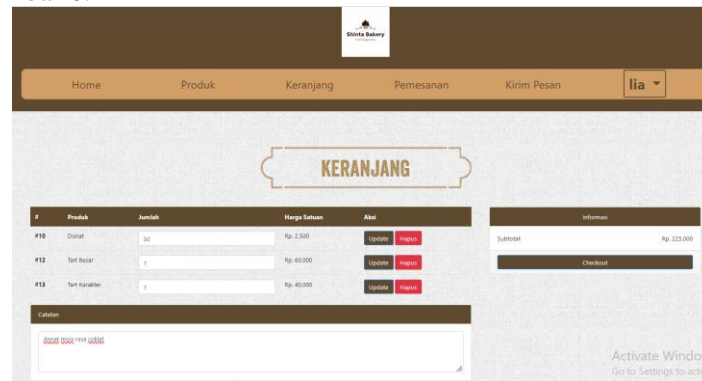 Shinta Bakery
Home Produk Keranjang Pemesanan Kirim Pesan lia
KERANJANG
# Produk Jumlah Harga Satuan Aksi
#10 Donat 50 Rp. 2,500 Update Hapus
#12 Tart Besar 1 Rp. 60,000 Update Hapus
#13 Tart Karakter 1 Rp. 40,000 Update Hapus
Catatan
donat mixo rasa coklat
Informasi
Subtotal Rp. 225,000
Checkout
Activate Windo
Go to Settings to acti